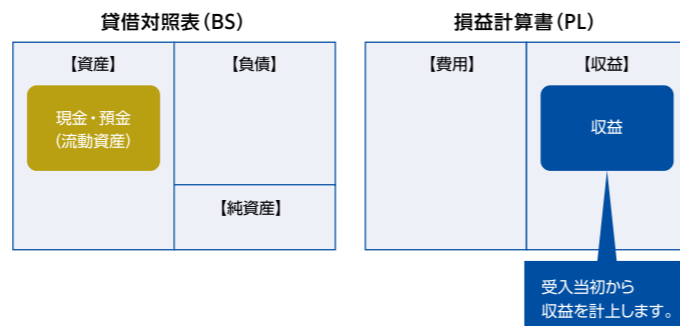 貸借対照表(BS)
【資産】
【負債】
現金・預金
(流動資産)
【純資産】
損益計算書(PL)
【費用】
【収益】
収益
受入当初から
収益を計上します。